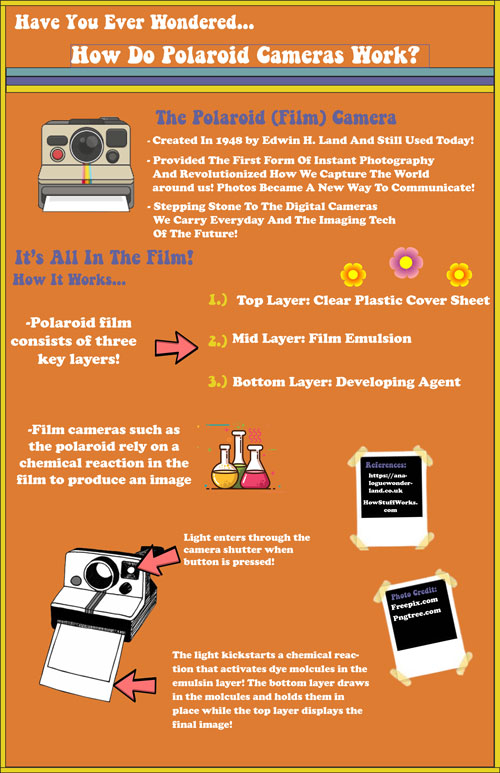 Have You Ever Wondered...
How Do Polaroid Cameras Work?
The Polaroid (Film) Camera
- Created In 1948 by Edwin H. Land And Still Used Today!
- Provided The First Form Of Instant Photography
And Revolutionized How We Capture The World
around us! Photos Became A New Way To Communicate!
- Stepping Stone To The Digital Cameras
We Carry Everyday And The Imaging Tech
Of The Future!
It's All In The Film!
How It Works...
-Polaroid film
consists of three
key layers!
1.) Top Layer: Clear Plastic Cover Sheet
2.) Mid Layer: Film Emulsion
3.) Bottom Layer: Developing Agent
-Film cameras such as
the polaroid rely on a
chemical reaction in the
film to produce an image
References:
https://ana-
loguewonder-
land.co.uk
HowStuffWorks.
com
Light enters through the
camera shutter when
button is pressed!
Photo Credit:
Freepix.com
Pngtree.com
The light kickstarts a chemical reac-
tion that activates dye molcules in the
emulsin layer! The bottom layer draws
in the molcules and holds them in
place while the top layer displays the
final image!